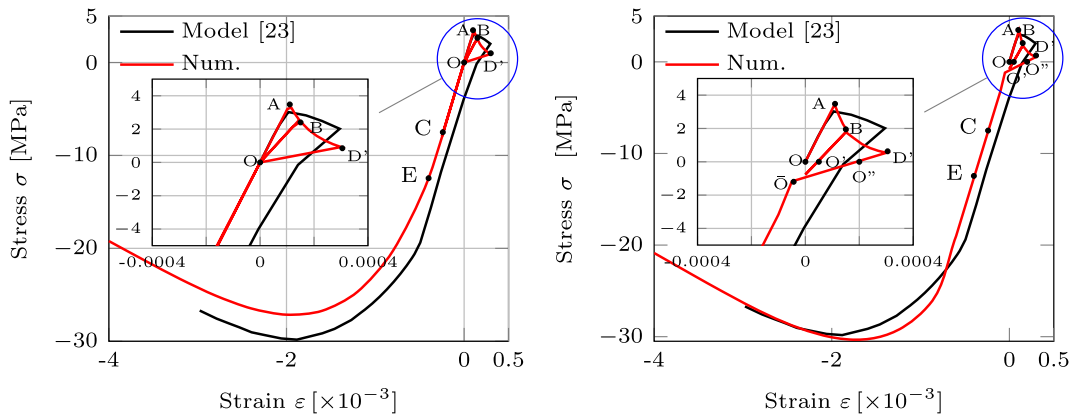 5
0
−10
−20
−30
Stress σ [MPa]
Model [23]
Num.
A
B
O
D'
C
E
4
2
0
−2
−4
A
B
O
D'
-0.0004
0
0.0004
-4
-2
0
0.5
Strain ε [×10⁻³]
5
0
−10
−20
−30
Stress σ [MPa]
Model [23]
Num.
A
B
D'
O
O'
O"
C
E
4
2
0
−2
−4
A
B
D'
O
O'
O"
Ō
-0.0004
0
0.0004
-4
-2
0
0.5
Strain ε [×10⁻³]